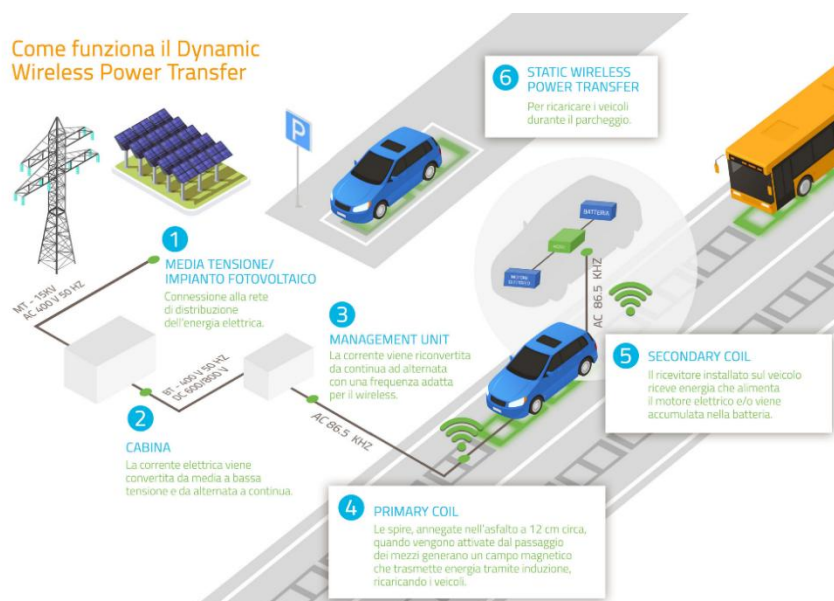 Come funziona il Dynamic
Wireless Power Transfer
P
6
STATIC WIRELESS
POWER TRANSFER
Per ricaricare i veicoli
durante il parcheggio.
BATTERIA
1
MEDIA TENSIONE/
IMPIANTO FOTOVOLTAICO
Connessione alla rete
di distribuzione
dell'energia elettrica.
MT - 15KV
AC 400 V 50 HZ
3
MANAGEMENT UNIT
La corrente viene riconvertita
da continua ad alternata
con una frequenza adatta
per il wireless.
MOTORE
ELETTRICO
AC 86.5 KHZ
BT - 400 V 50 HZ
DC 600/800 V
2
CABINA
La corrente elettrica viene
convertita da media a bassa
tensione e da alternata a continua.
AC 86.5 KHZ
5
SECONDARY COIL
Il ricevitore installato sul veicolo
riceve energia che alimenta
il motore elettrico e/o viene
accumulata nella batteria.
4
PRIMARY COIL
Le spire, annegate nell'asfalto a 12 cm circa,
quando vengono attivate dal passaggio
dei mezzi generano un campo magnetico
che trasmette energia tramite induzione,
ricaricando i veicoli.